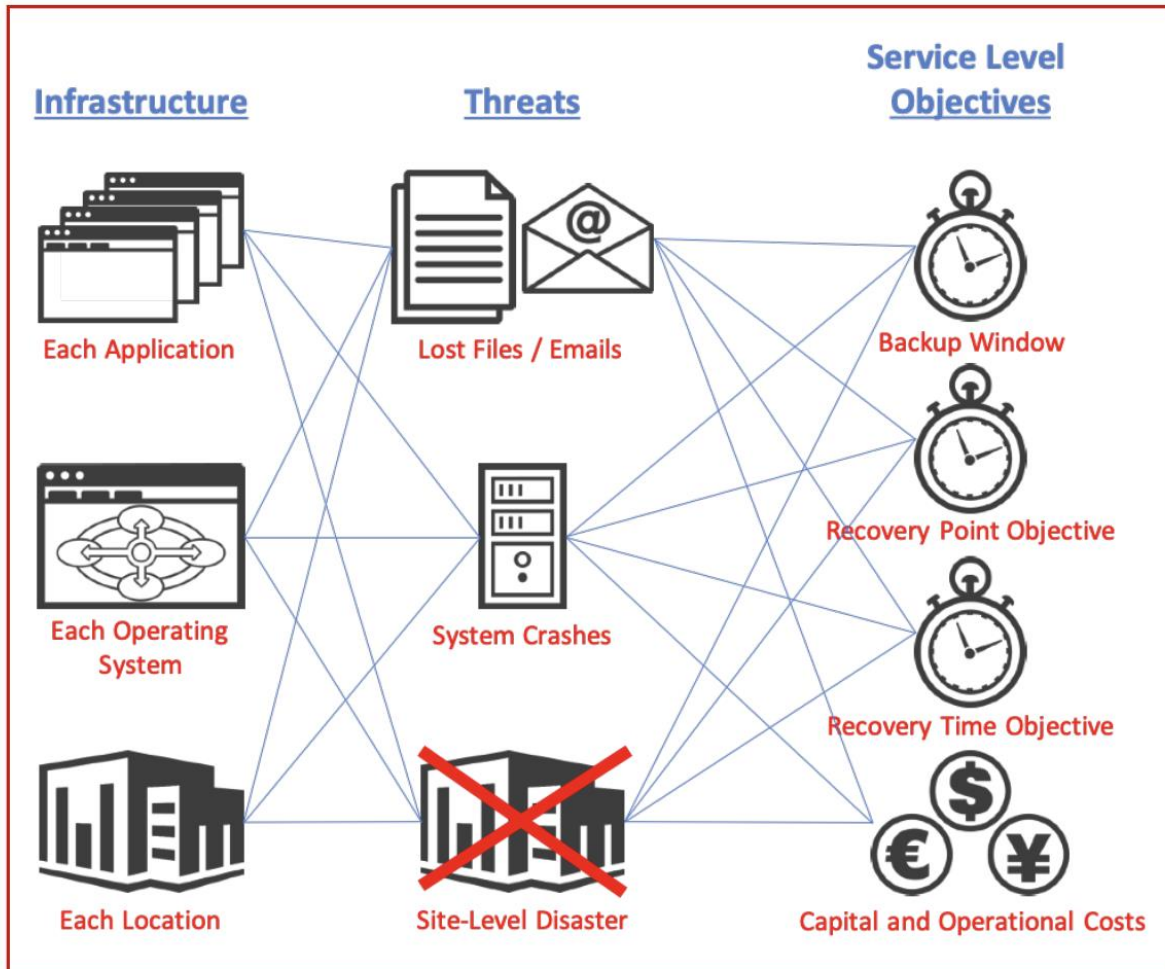 Infrastructure
Threats
Service Level
Objectives
Each Application
@
Lost Files / Emails
Backup Window
Recovery Point Objective
Each Operating
System
System Crashes
Recovery Time Objective
Each Location
Site-Level Disaster
$
€ ¥
Capital and Operational Costs